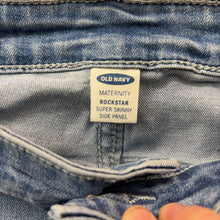 OLD NAVY
MATERNITY
ROCKSTAR
SUPER SKINNY
SIDE PANEL